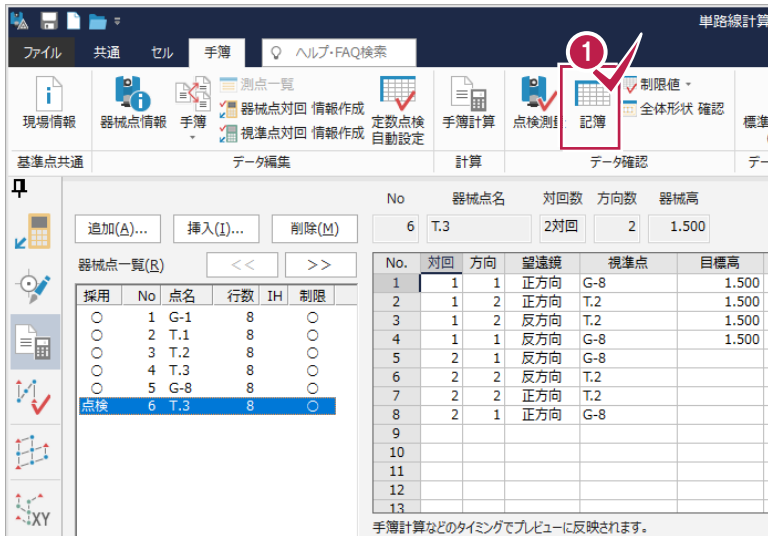 単路線計算
ファイル 共通 セル 手簿 ヘルプ・FAQ検索
1
現場情報
基準点共通
器械点情報
手簿
測点一覧
器械点対回 情報作成
視準点対回 情報作成
定数点検
自動設定
データ編集
手簿計算
計算
点検測量
記簿
制限値
全体形状 確認
データ確認
標準
デー
追加(A)... 挿入(I)... 削除(M)
器械点一覧(R) << >>
採用 No 点名 行数 IH 制限
〇 1 G-1 8 〇
〇 2 T.1 8 〇
〇 3 T.2 8 〇
〇 4 T.3 8 〇
〇 5 G-8 8 〇
点検 6 T.3 8 〇
No 器械点名 対回数 方向数 器械高
6 T.3 2対回 2 1.500
No. 対回 方向 望遠鏡 視準点 目標高
1 1 1 正方向 G-8 1.500
2 1 2 正方向 T.2 1.500
3 1 2 反方向 T.2 1.500
4 1 1 反方向 G-8 1.500
5 2 1 反方向 G-8
6 2 2 反方向 T.2
7 2 2 正方向 T.2
8 2 1 正方向 G-8
9
10
11
12
13
手簿計算などのタイミングでプレビューに反映されます。
XY